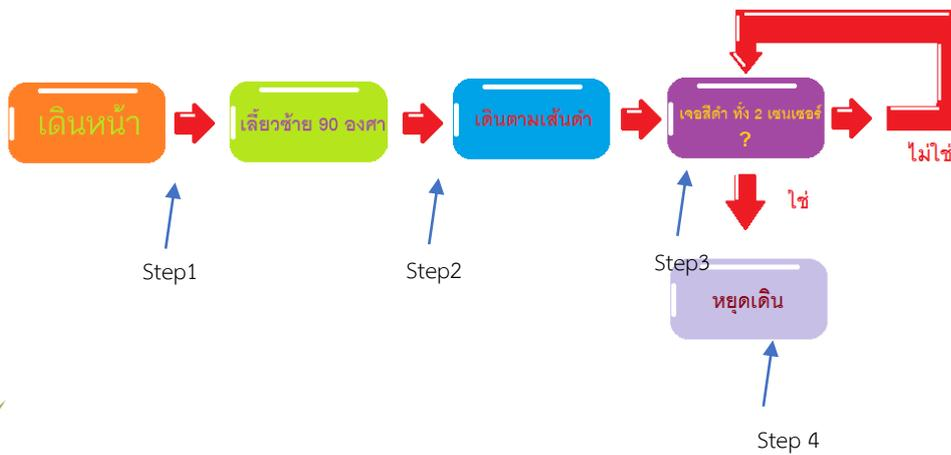 เดินหน้า
เลี้ยวซ้าย 90 องศา
เดินตามเส้นดำ
เจอสีดำ ทั้ง 2 เซนเซอร์
?
ไม่ใช่
ใช่
Step1
Step2
Step3
หยุดเดิน
Step 4